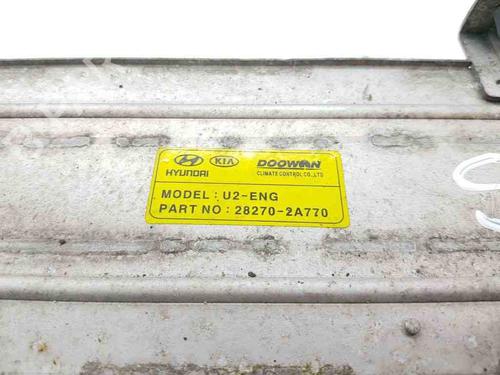 HYUNDAI KIA DOOWON
CLIMATE CONTROL CO., LTD
MODEL : U2-ENG
PART NO : 28270-2A770